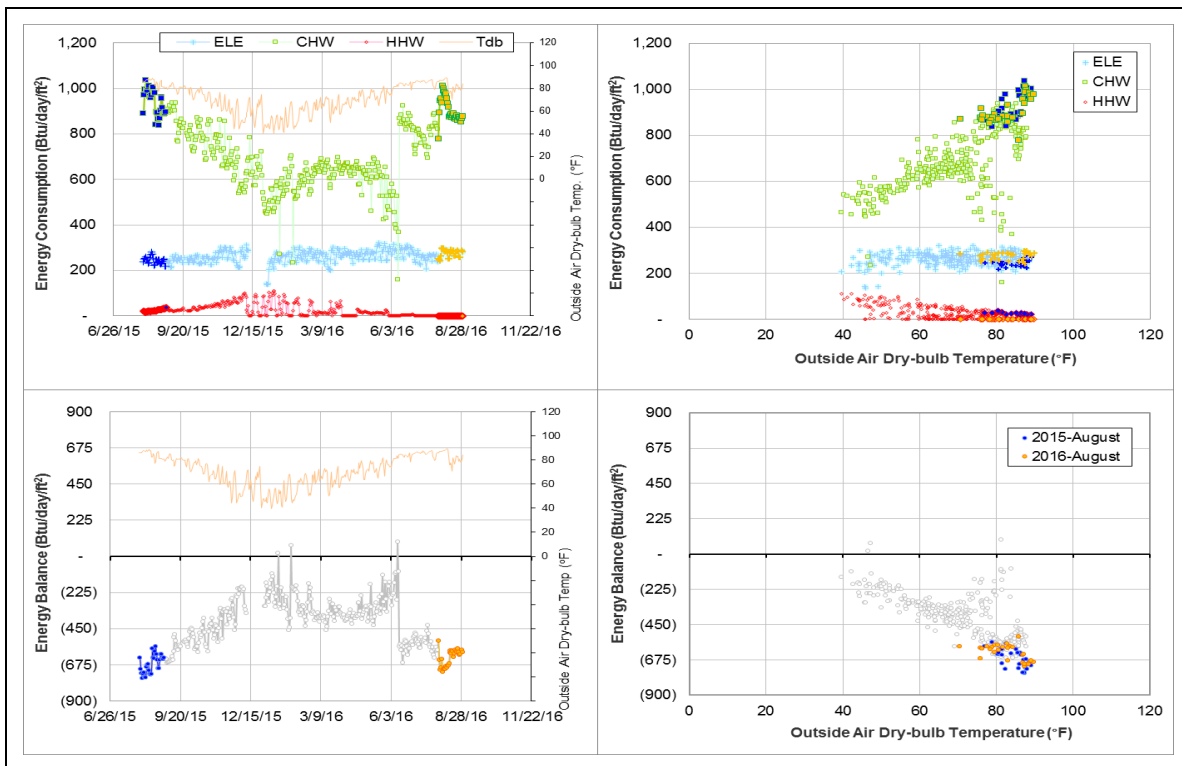 ELE CHW HHW Tdb
Energy Consumption (Btu/day/ft²)
1,200
1,000
800
600
400
200
-
120
100
80
60
40
20
0
Outside Air Dry-bulb Temp. (°F)
6/26/15 9/20/15 12/15/15 3/9/16 6/3/16 8/28/16 11/22/16
Energy Consumption (Btu/day/ft²)
1,200
1,000
800
600
400
200
-
ELE
CHW
HHW
0 20 40 60 80 100 120
Outside Air Dry-bulb Temperature (°F)
Energy Balance (Btu/day/ft²)
900
675
450
225
-
(225)
(450)
(675)
(900)
120
100
80
60
40
20
0
Outside Air Dry-bulb Temp (°F)
6/26/15 9/20/15 12/15/15 3/9/16 6/3/16 8/28/16 11/22/16
Energy Balance (Btu/day/ft²)
900
675
450
225
-
(225)
(450)
(675)
(900)
2015-August
2016-August
0 20 40 60 80 100 120
Outside Air Dry-bulb Temperature (°F)